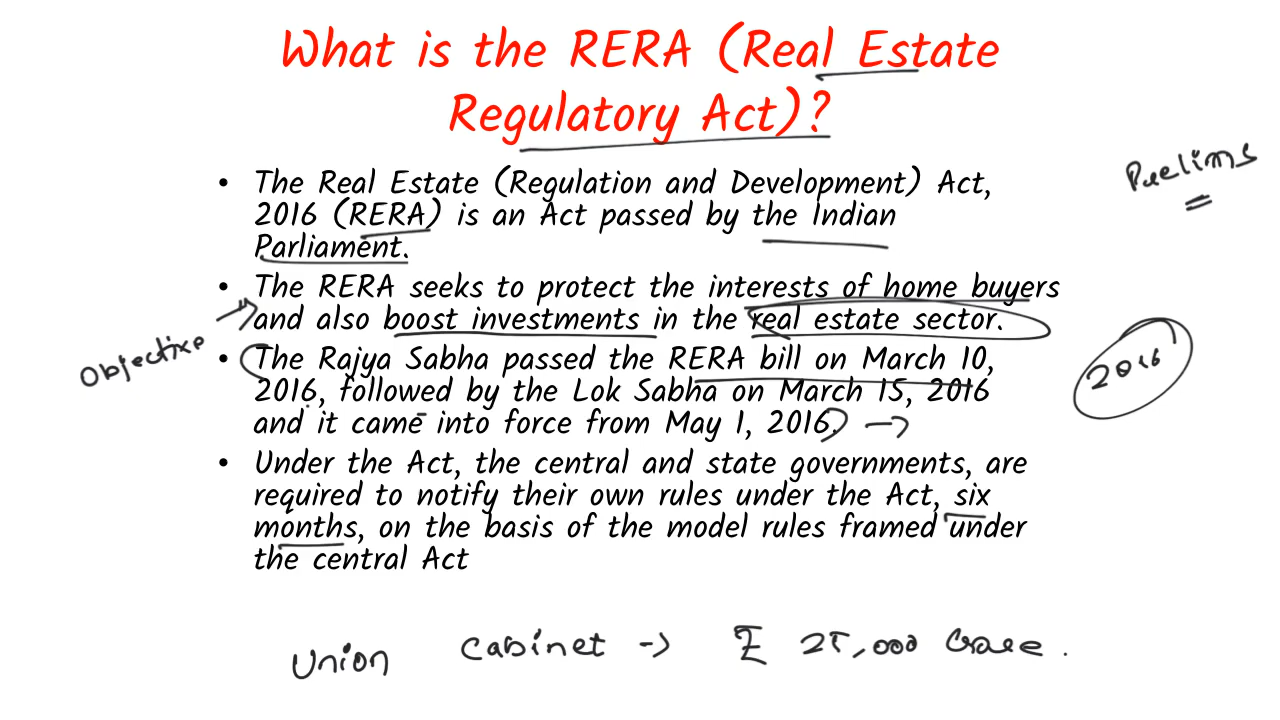 What is the RERA (Real Estate
Regulatory Act)?
Prelims
• The Real Estate (Regulation and Development) Act,
2016 (RERA) is an Act passed by the Indian
Parliament.
• The RERA seeks to protect the interests of home buyers
and also boost investments in the real estate sector.
Objective
• The Rajya Sabha passed the RERA bill on March 10,
2016, followed by the Lok Sabha on March 15, 2016
and it came into force from May 1, 2016. →
2016
• Under the Act, the central and state governments, are
required to notify their own rules under the Act, six
months, on the basis of the model rules framed under
the central Act
Union Cabinet → ₹ 25,000 crore.